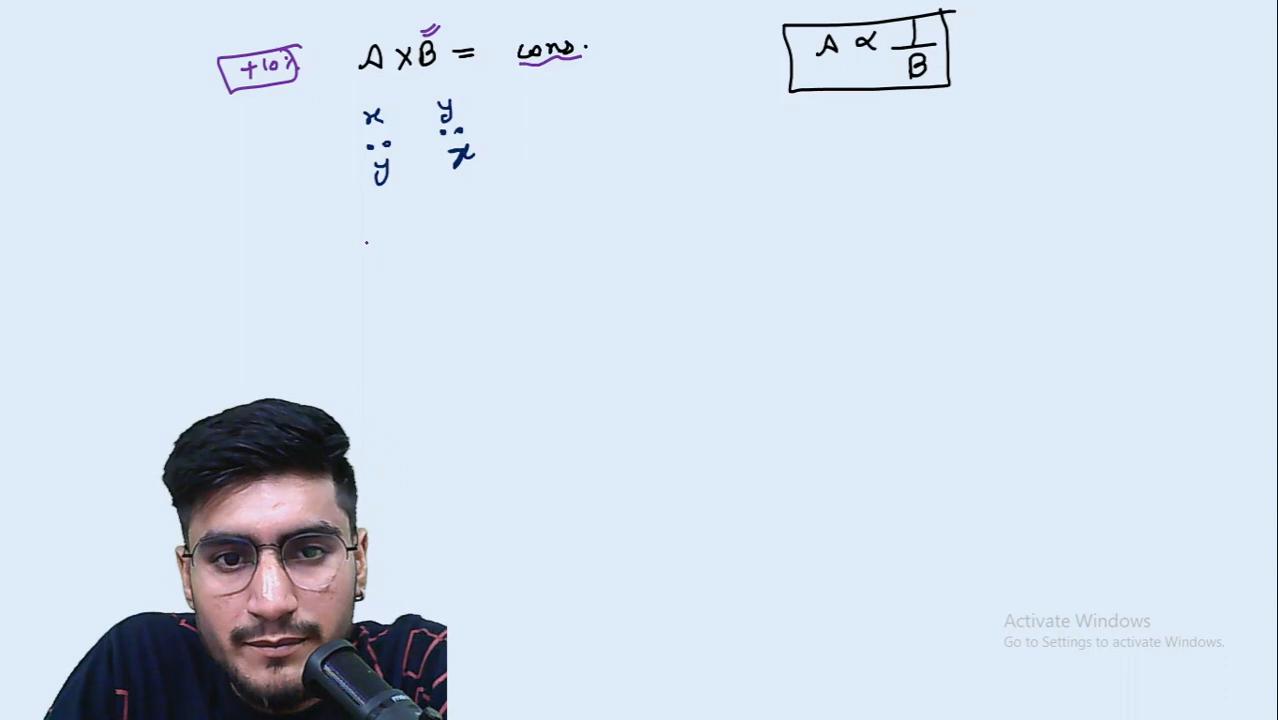 +10% A × B = cons.
A ∝ 1/B
x y
: :
y x
Activate Windows
Go to Settings to activate Windows.